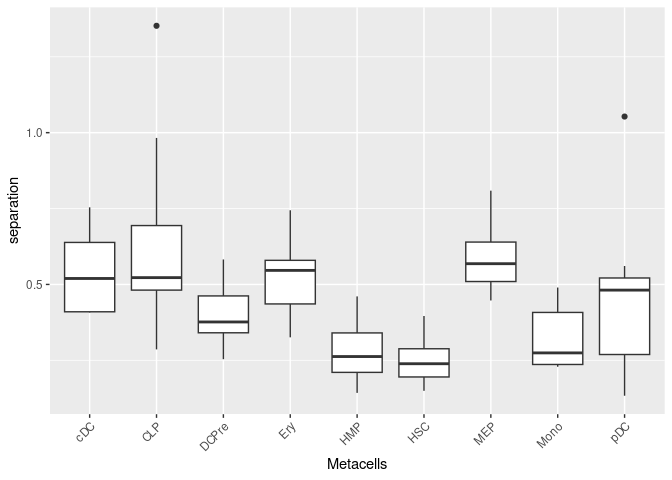 separation
1.0
0.5
cDC
CLP
DCPre
Ery
HMP
HSC
MEP
Mono
pDC
Metacells